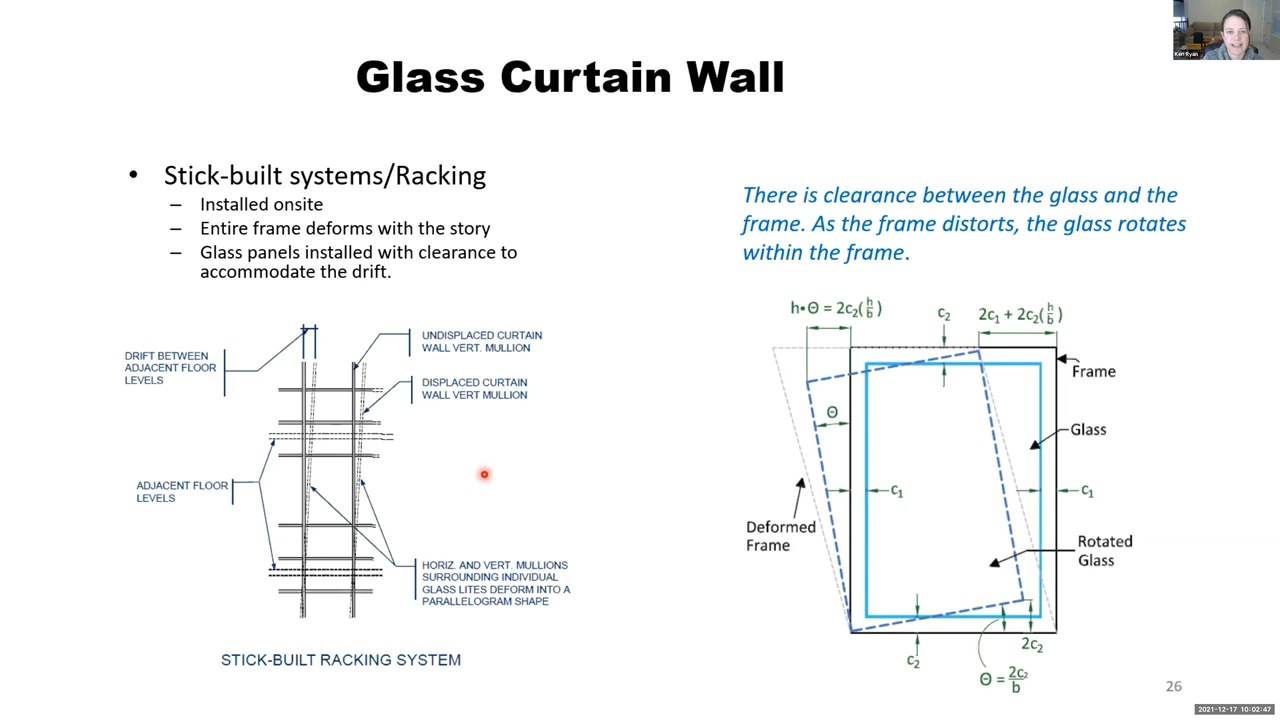 Keri Ryan
Glass Curtain Wall
• Stick-built systems/Racking
– Installed onsite
– Entire frame deforms with the story
– Glass panels installed with clearance to
accommodate the drift.
There is clearance between the glass and the
frame. As the frame distorts, the glass rotates
within the frame.
DRIFT BETWEEN
ADJACENT FLOOR
LEVELS
UNDISPLACED CURTAIN
WALL VERT. MULLION
DISPLACED CURTAIN
WALL VERT MULLION
ADJACENT FLOOR
LEVELS
HORIZ. AND VERT. MULLIONS
SURROUNDING INDIVIDUAL
GLASS LITES DEFORM INTO A
PARALLELOGRAM SHAPE
STICK-BUILT RACKING SYSTEM
h•Θ = 2c₂(h/b)
c₂
2c₁ + 2c₂(h/b)
Frame
Θ
Glass
c₁
c₁
Deformed
Frame
Rotated
Glass
2c₂
c₂
Θ = 2c₂/b
26
2021-12-17 10:02:47